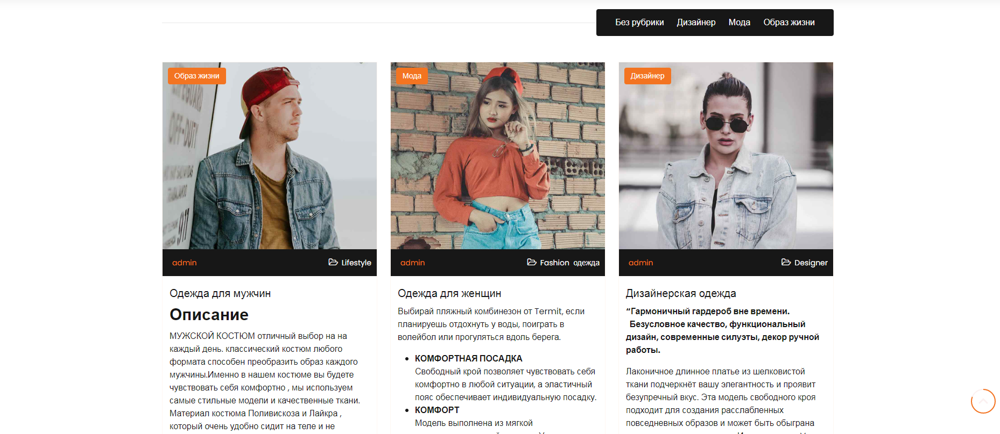 Без рубрики Дизайнер Мода Образ жизни
Образ жизни
OFF-DUTY
911
admin Lifestyle
Одежда для мужчин
Описание
МУЖСКОЙ КОСТЮМ отличный выбор на на
каждый день. классический костюм любого
формата способен преобразить образ каждого
мужчины.Именно в нашем костюме вы будете
чувствовать себя комфортно , мы используем
самые стильные модели и качественные ткани.
Материал костюма Поливискоза и Лайкра ,
который очень удобно сидит на теле и не
Мода
admin Fashion одежда
Одежда для женщин
Выбирай пляжный комбинезон от Termit, если
планируешь отдохнуть у воды, поиграть в
волейбол или прогуляться вдоль берега.
• КОМФОРТНАЯ ПОСАДКА
Свободный крой позволяет чувствовать себя
комфортно в любой ситуации, а эластичный
пояс обеспечивает индивидуальную посадку.
• КОМФОРТ
Модель выполнена из мягкой
Дизайнер
admin Designer
Дизайнерская одежда
“Гармоничный гардероб вне времени.
Безусловное качество, функциональный
дизайн, современные силуэты, декор ручной
работы.
Лаконичное длинное платье из шелковистой
ткани подчеркнёт вашу элегантность и проявит
безупречный вкус. Эта модель свободного кроя
подходит для создания расслабленных
повседневных образов и может быть обыграна